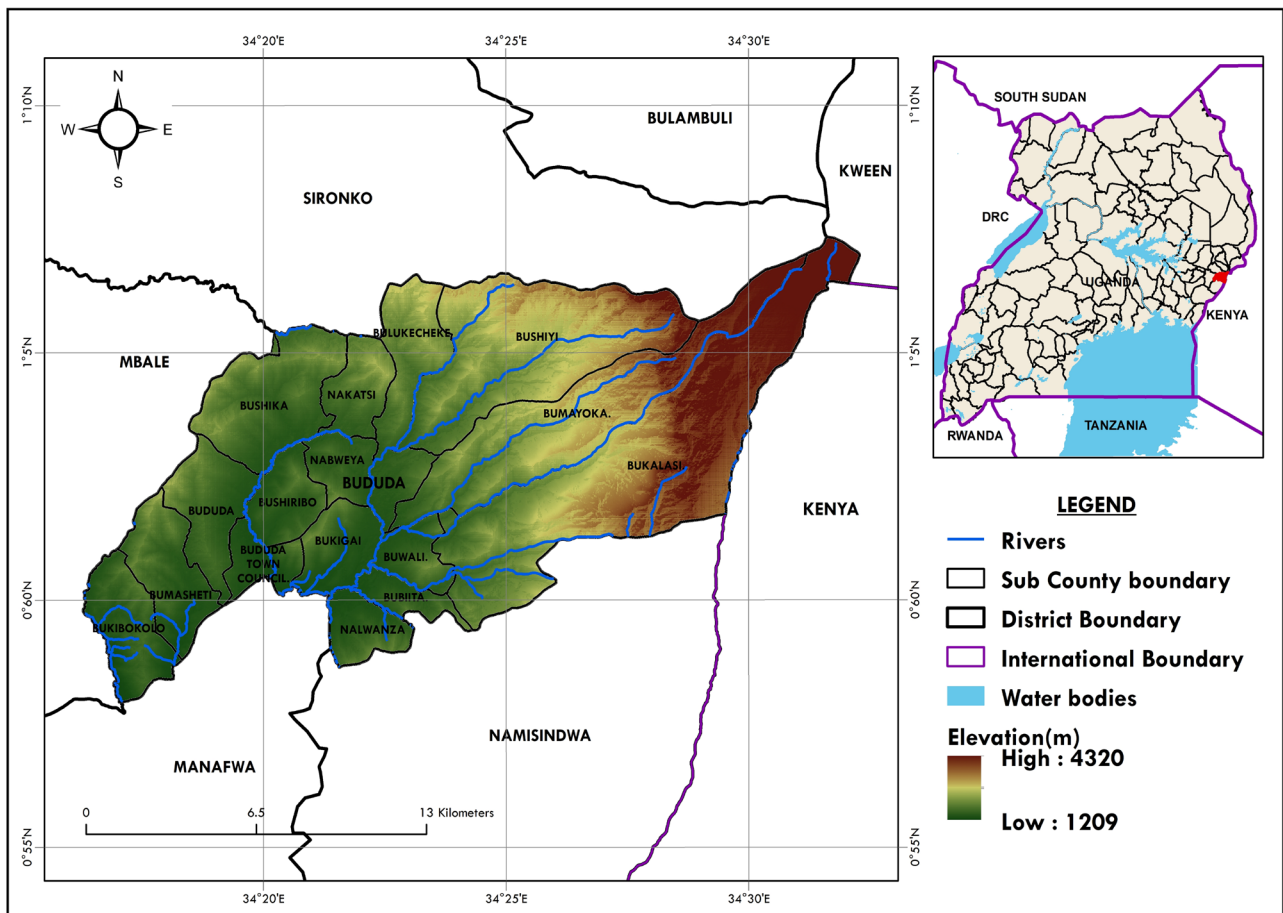 34°20'E
34°25'E
34°30'E
1°10'N
1°10'N
N
W
E
S
BULAMBULI
KWEEN
SIRONKO
MBALE
BULUKECHEKE.
BUSHIYI
1°5'N
1°5'N
NAKATSI
BUSHIKA
BUMAYOKA.
NABWEYA
BUKALASI.
BUDUDA
BUSHIRIBO
BUDUDA
KENYA
BUKIGAI
BUDUDA
TOWN
COUNCIL.
BUWALI.
BUMASHETI
BUBIITA.
0°60'N
0°60'N
BUKIBOKOLO
NALWANZA
NAMISINDWA
MANAFWA
0
6.5
13 Kilometers
0°55'N
0°55'N
34°20'E
34°25'E
34°30'E
SOUTH SUDAN
DRC
UGANDA
KENYA
RWANDA
TANZANIA
LEGEND
Rivers
Sub County boundary
District Boundary
International Boundary
Water bodies
Elevation(m)
High : 4320
Low : 1209